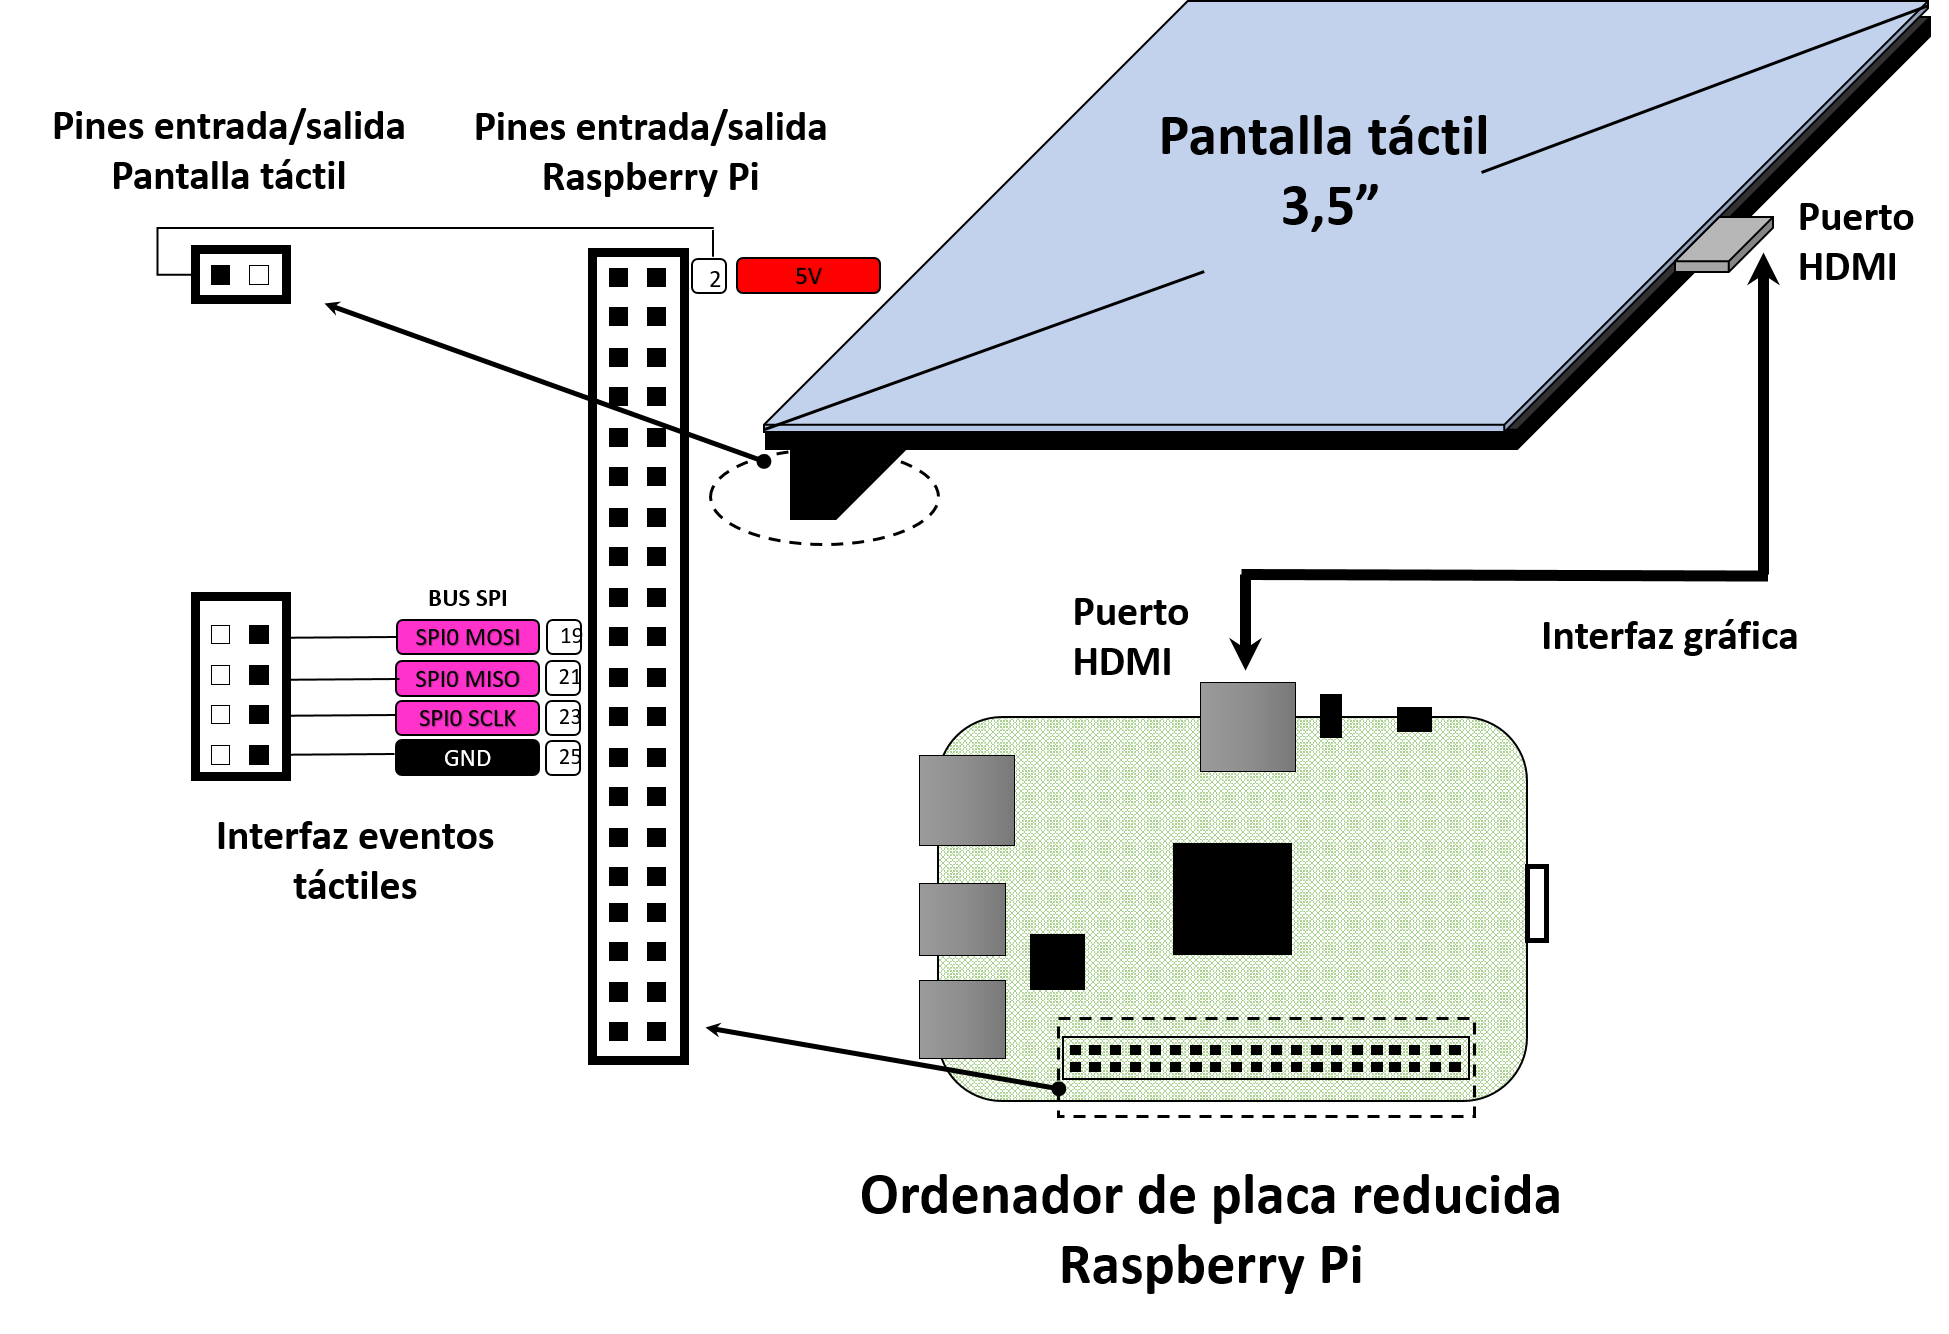 Pines entrada/salida
Pantalla táctil
Pines entrada/salida
Raspberry Pi
Pantalla táctil
3,5”
Puerto
HDMI
2
5V
BUS SPI
SPI0 MOSI
19
SPI0 MISO
21
SPI0 SCLK
23
GND
25
Interfaz eventos
táctiles
Puerto
HDMI
Interfaz gráfica
Ordenador de placa reducida
Raspberry Pi